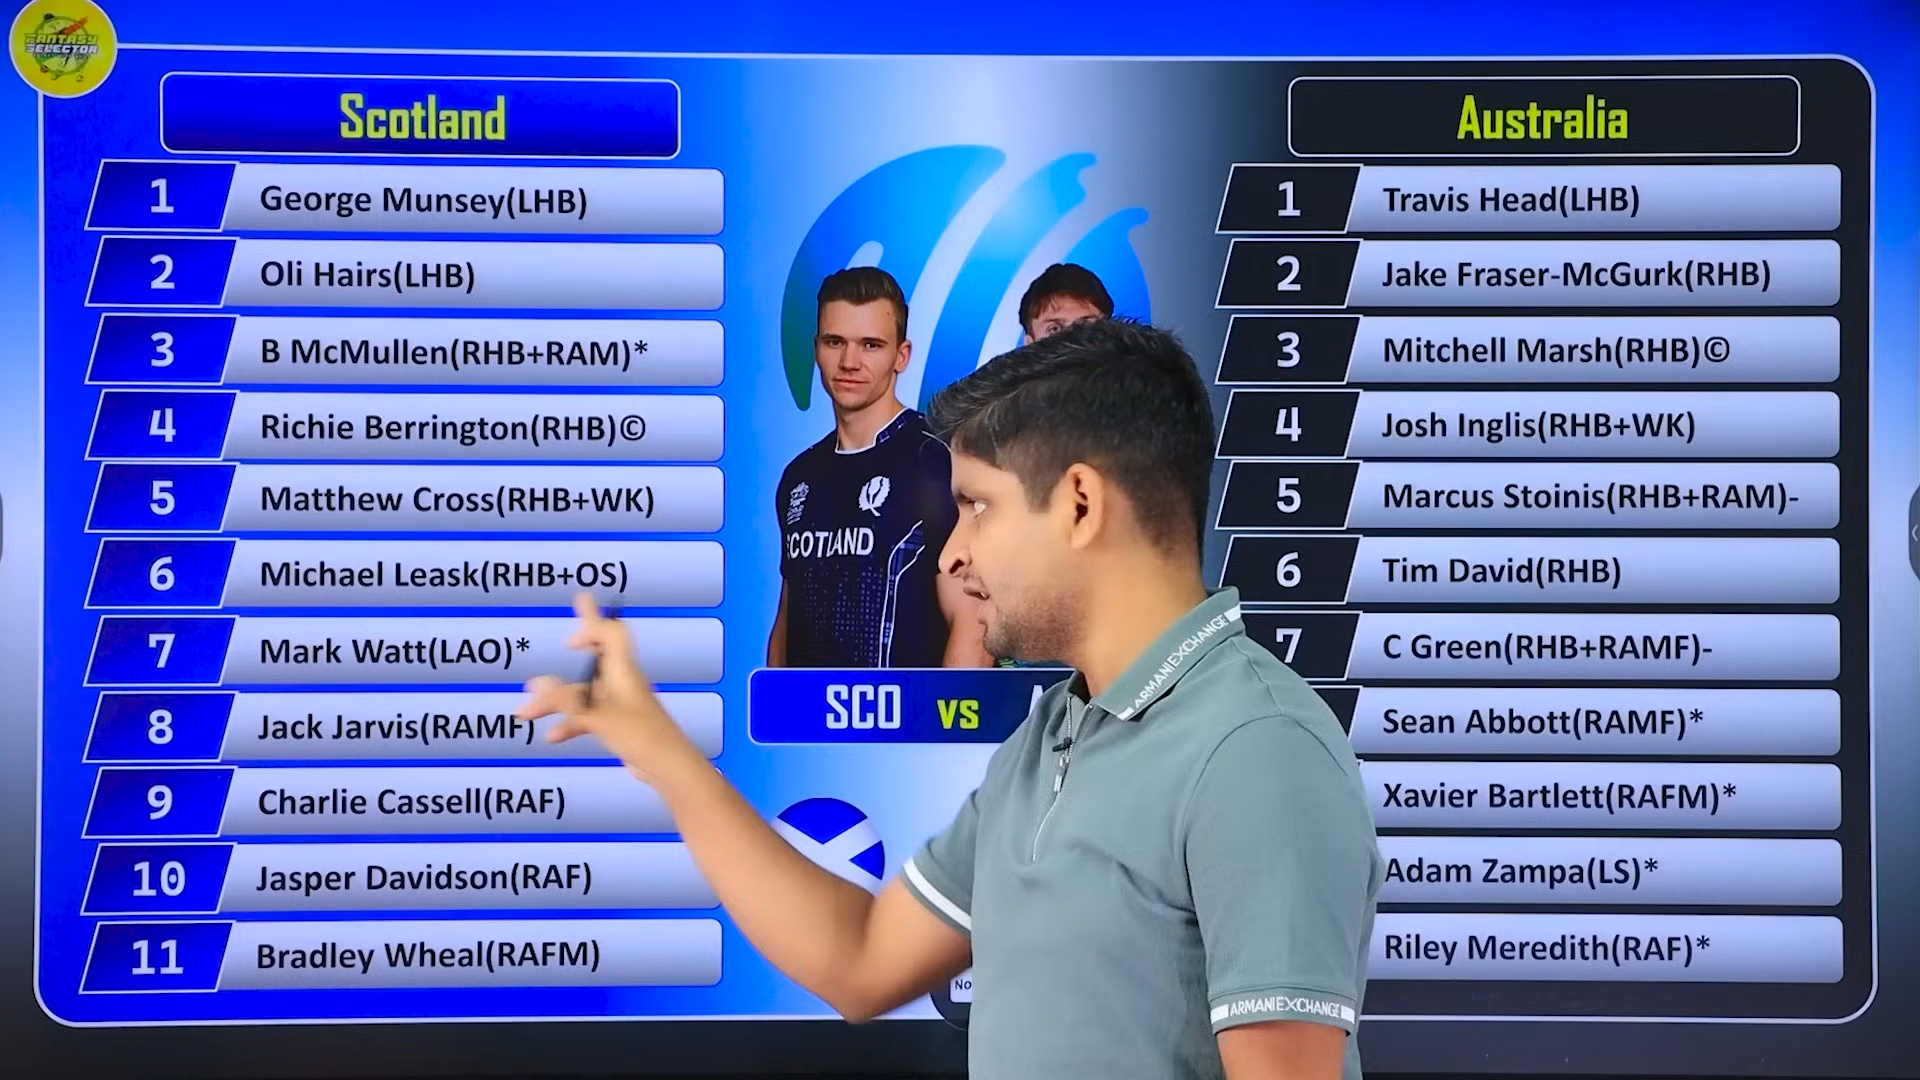 FANTASY
SELECTOR
Scotland
1 George Munsey(LHB)
2 Oli Hairs(LHB)
3 B McMullen(RHB+RAM)*
4 Richie Berrington(RHB)©
5 Matthew Cross(RHB+WK)
6 Michael Leask(RHB+OS)
7 Mark Watt(LAO)*
8 Jack Jarvis(RAMF)
9 Charlie Cassell(RAF)
10 Jasper Davidson(RAF)
11 Bradley Wheal(RAFM)
SCOTLAND
SCO vs A
No
ARMANI EXCHANGE
ARMANI EXCHANGE
Australia
1 Travis Head(LHB)
2 Jake Fraser-McGurk(RHB)
3 Mitchell Marsh(RHB)©
4 Josh Inglis(RHB+WK)
5 Marcus Stoinis(RHB+RAM)-
6 Tim David(RHB)
7 C Green(RHB+RAMF)-
Sean Abbott(RAMF)*
Xavier Bartlett(RAFM)*
Adam Zampa(LS)*
Riley Meredith(RAF)*